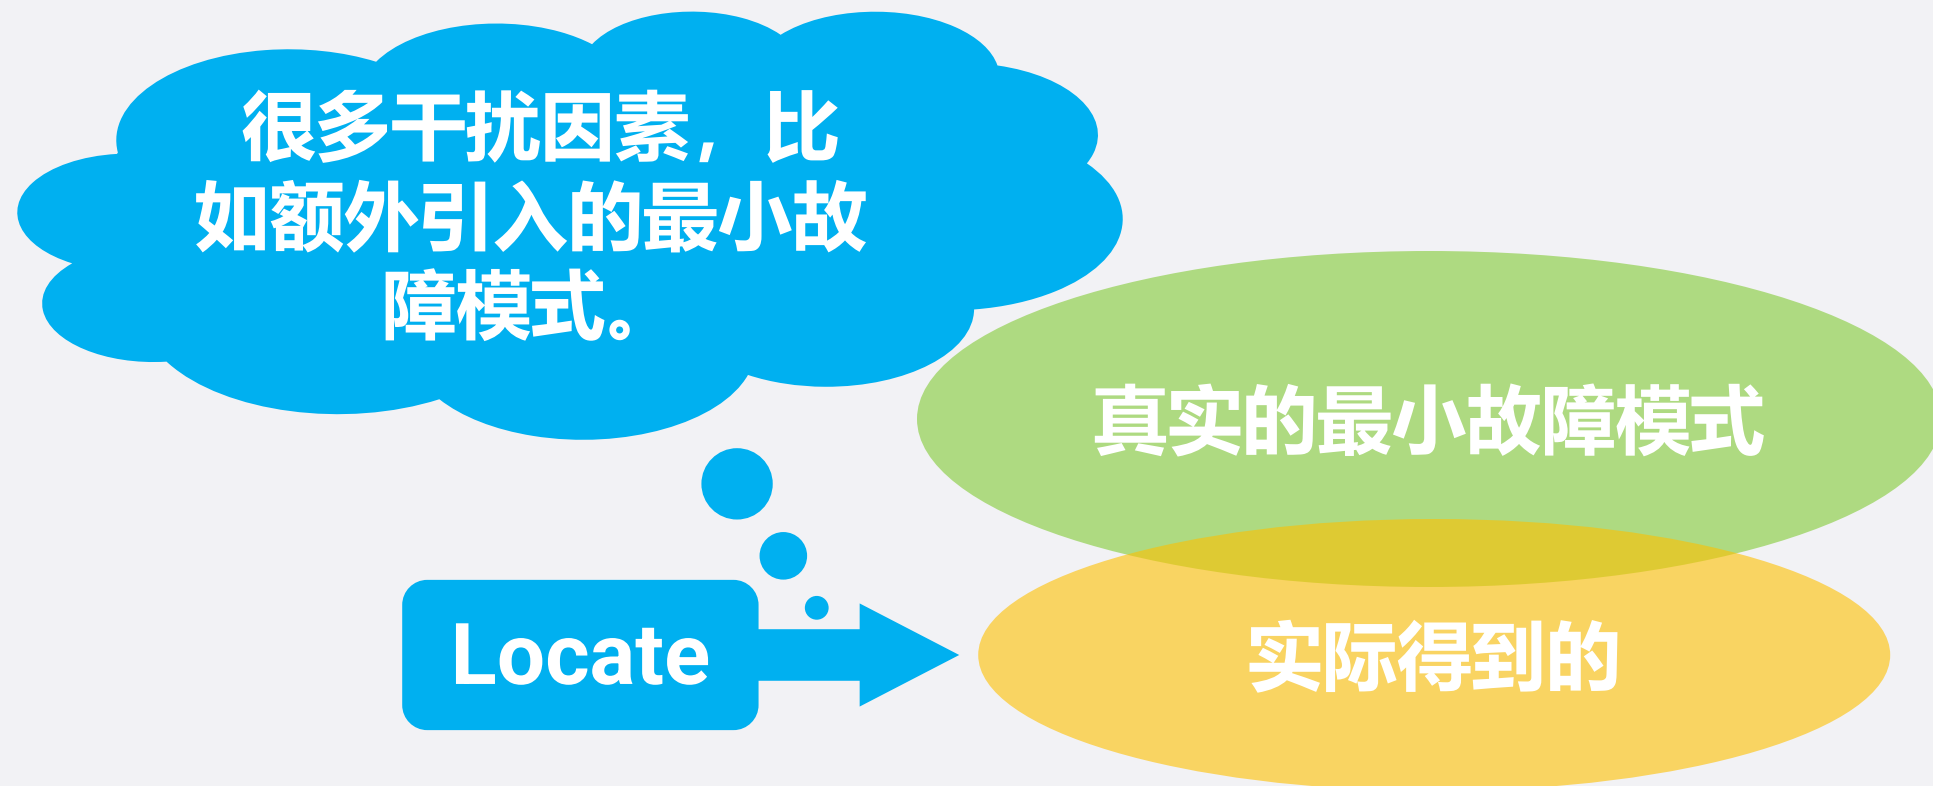 很多干扰因素，比
如额外引入的最小故
障模式。
真实的最小故障模式
Locate
实际得到的